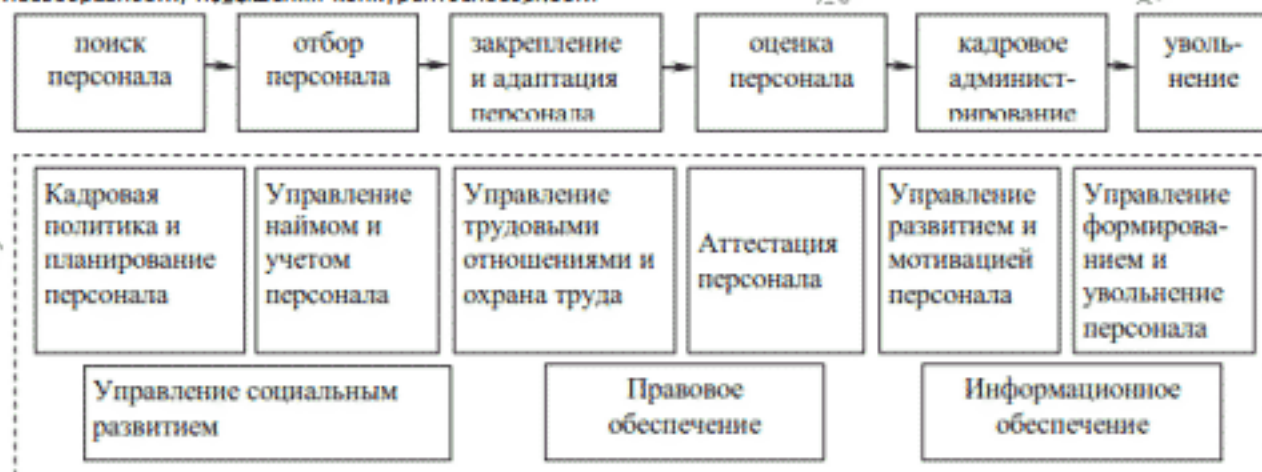 поиск
персонала
отбор
персонала
закрепление
и адаптация
персонала
оценка
персонала
кадровое
админист-
рирование
уволь-
нение
Кадровая
политика и
планирование
персонала
Управление
наймом и
учетом
персонала
Управление
трудовыми
отношениями и
охрана труда
Аттестация
персонала
Управление
развитием и
мотивацией
персонала
Управление
формирова-
нием и
увольнение
персонала
Управление социальным
развитием
Правовое
обеспечение
Информационное
обеспечение